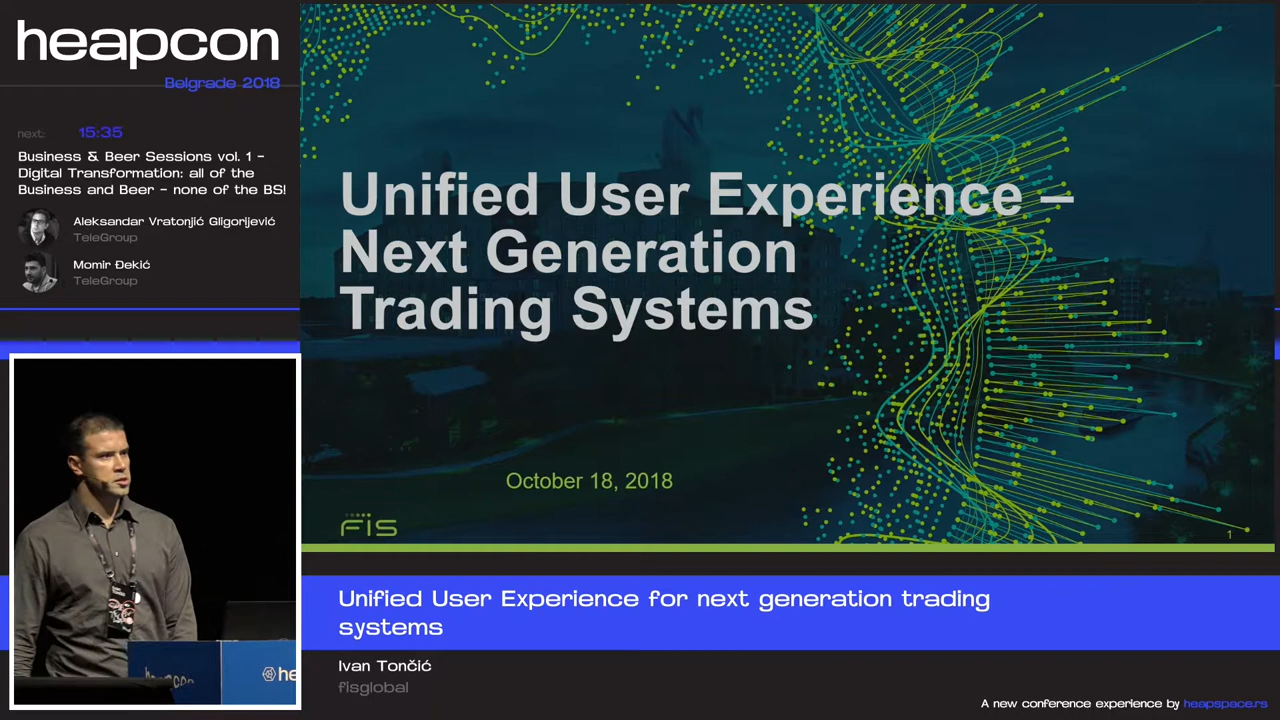 heapcon
Belgrade 2018
next: 15:35
Business & Beer Sessions vol. 1 -
Digital Transformation: all of the
Business and Beer - none of the BS!
Aleksandar Vratonjić Gligorijević
TeleGroup
Momir Đekić
TeleGroup
Unified User Experience –
Next Generation
Trading Systems
October 18, 2018
FIS
1
Unified User Experience for next generation trading
systems
Ivan Tončić
fisglobal
A new conference experience by heapspace.rs